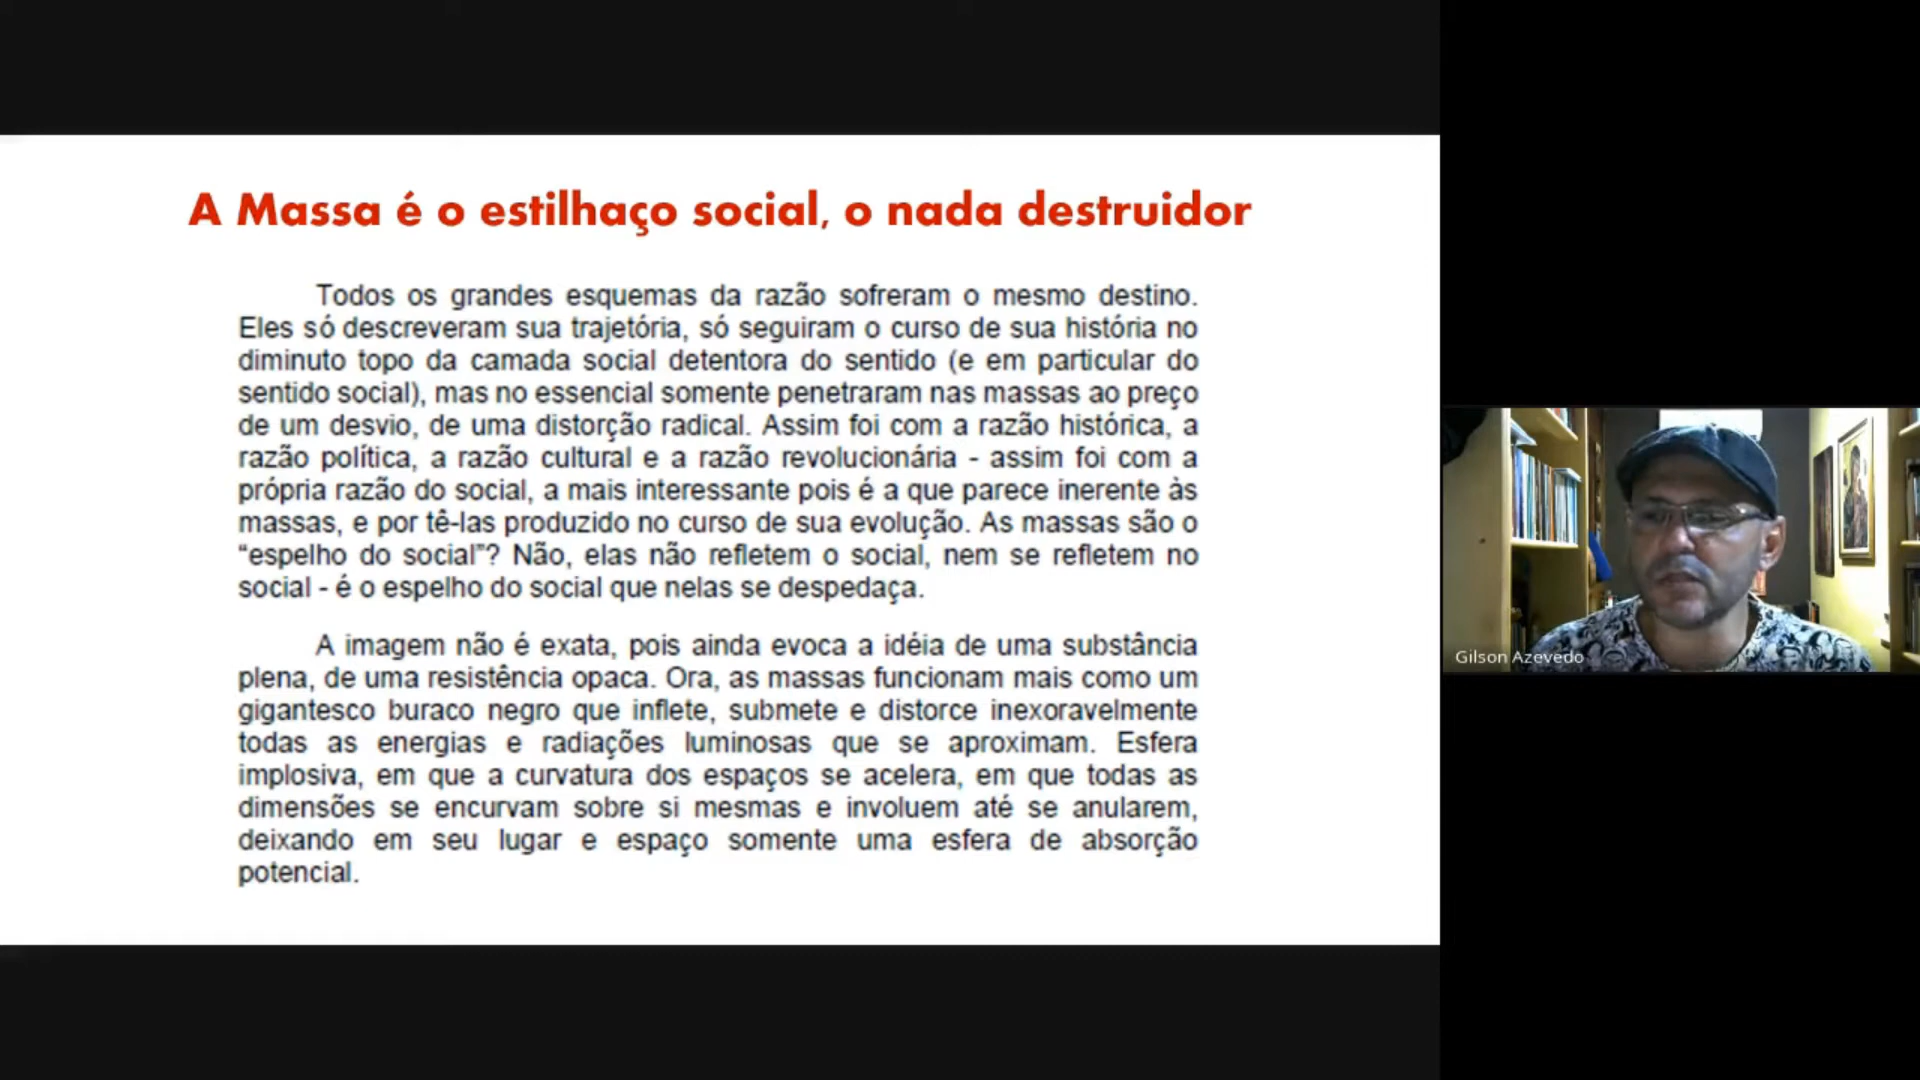 A Massa é o estilhaço social, o nada destruidor
Todos os grandes esquemas da razão sofreram o mesmo destino.
Eles só descreveram sua trajetória, só seguiram o curso de sua história no
diminuto topo da camada social detentora do sentido (e em particular do
sentido social), mas no essencial somente penetraram nas massas ao preço
de um desvio, de uma distorção radical. Assim foi com a razão histórica, a
razão política, a razão cultural e a razão revolucionária - assim foi com a
própria razão do social, a mais interessante pois é a que parece inerente às
massas, e por tê-las produzido no curso de sua evolução. As massas são o
“espelho do social”? Não, elas não refletem o social, nem se refletem no
social - é o espelho do social que nelas se despedaça.
A imagem não é exata, pois ainda evoca a idéia de uma substância
plena, de uma resistência opaca. Ora, as massas funcionam mais como um
gigantesco buraco negro que inflete, submete e distorce inexoravelmente
todas as energias e radiações luminosas que se aproximam. Esfera
implosiva, em que a curvatura dos espaços se acelera, em que todas as
dimensões se encurvam sobre si mesmas e involuem até se anularem,
deixando em seu lugar e espaço somente uma esfera de absorção
potencial.
Gilson Azevedo